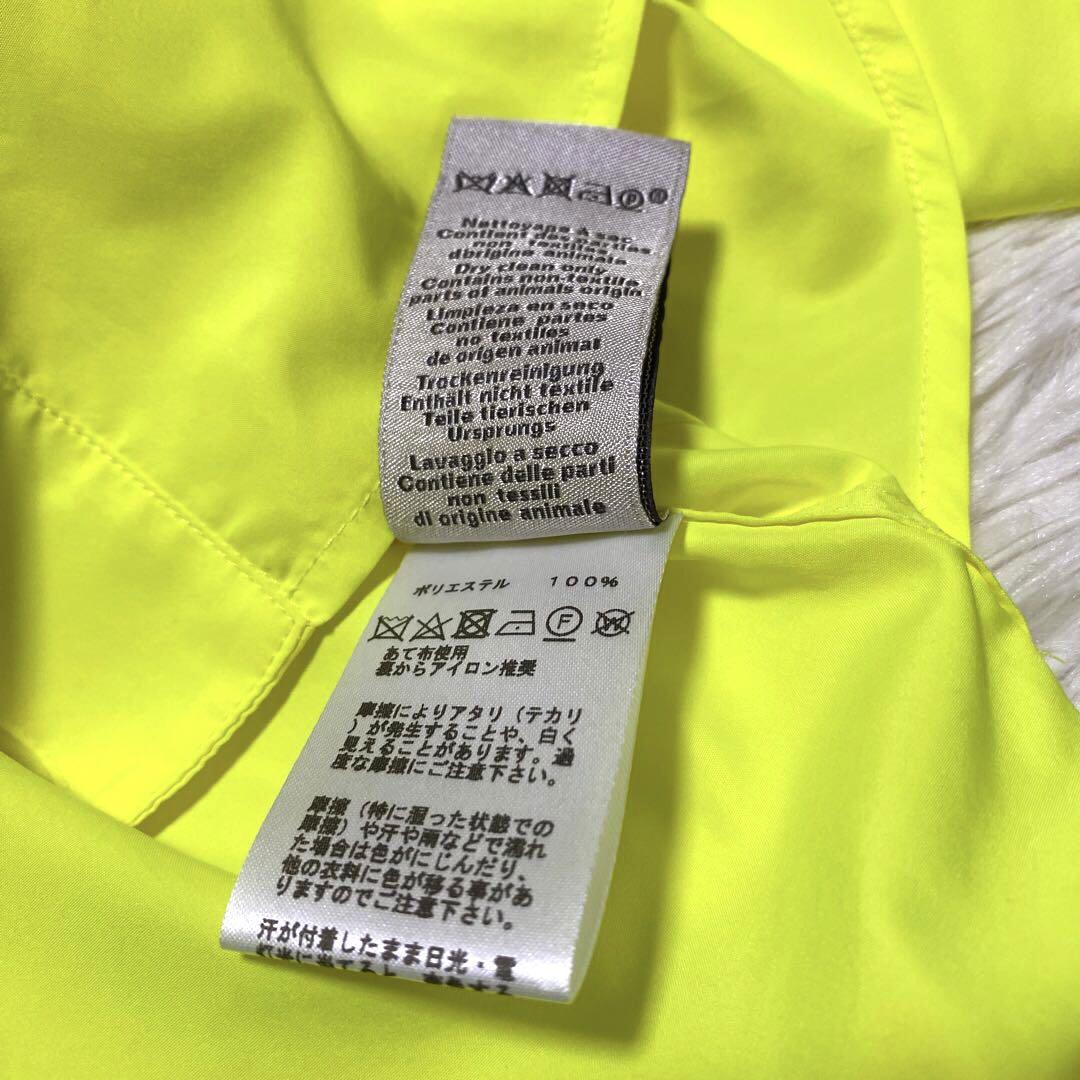 P
Nettoyage à sec
Contient des parties
non textiles
d'origine animale
Dry clean only
Contains non-textile
parts of animals origin
Limpieza en seco
Contiene partes
no textiles
de origen animal
Trockenreinigung
Enthält nicht textile
Teile tierischen
Ursprungs
Lavaggio a secco
Contiene delle parti
non tessili
di origine animale
ポリエステル 100%
F W
あて布使用
裏からアイロン推奨
摩擦によりアタリ（テカリ
）が発生することや、白く
見えることがあります。過
度な摩擦にご注意下さい。
摩擦（特に湿った状態での
摩擦）や汗や雨などで濡れ
た場合は色がにじんだり、
他の衣料に色が移る事があ
りますのでご注意下さい。
汗が付着したまま日光・電